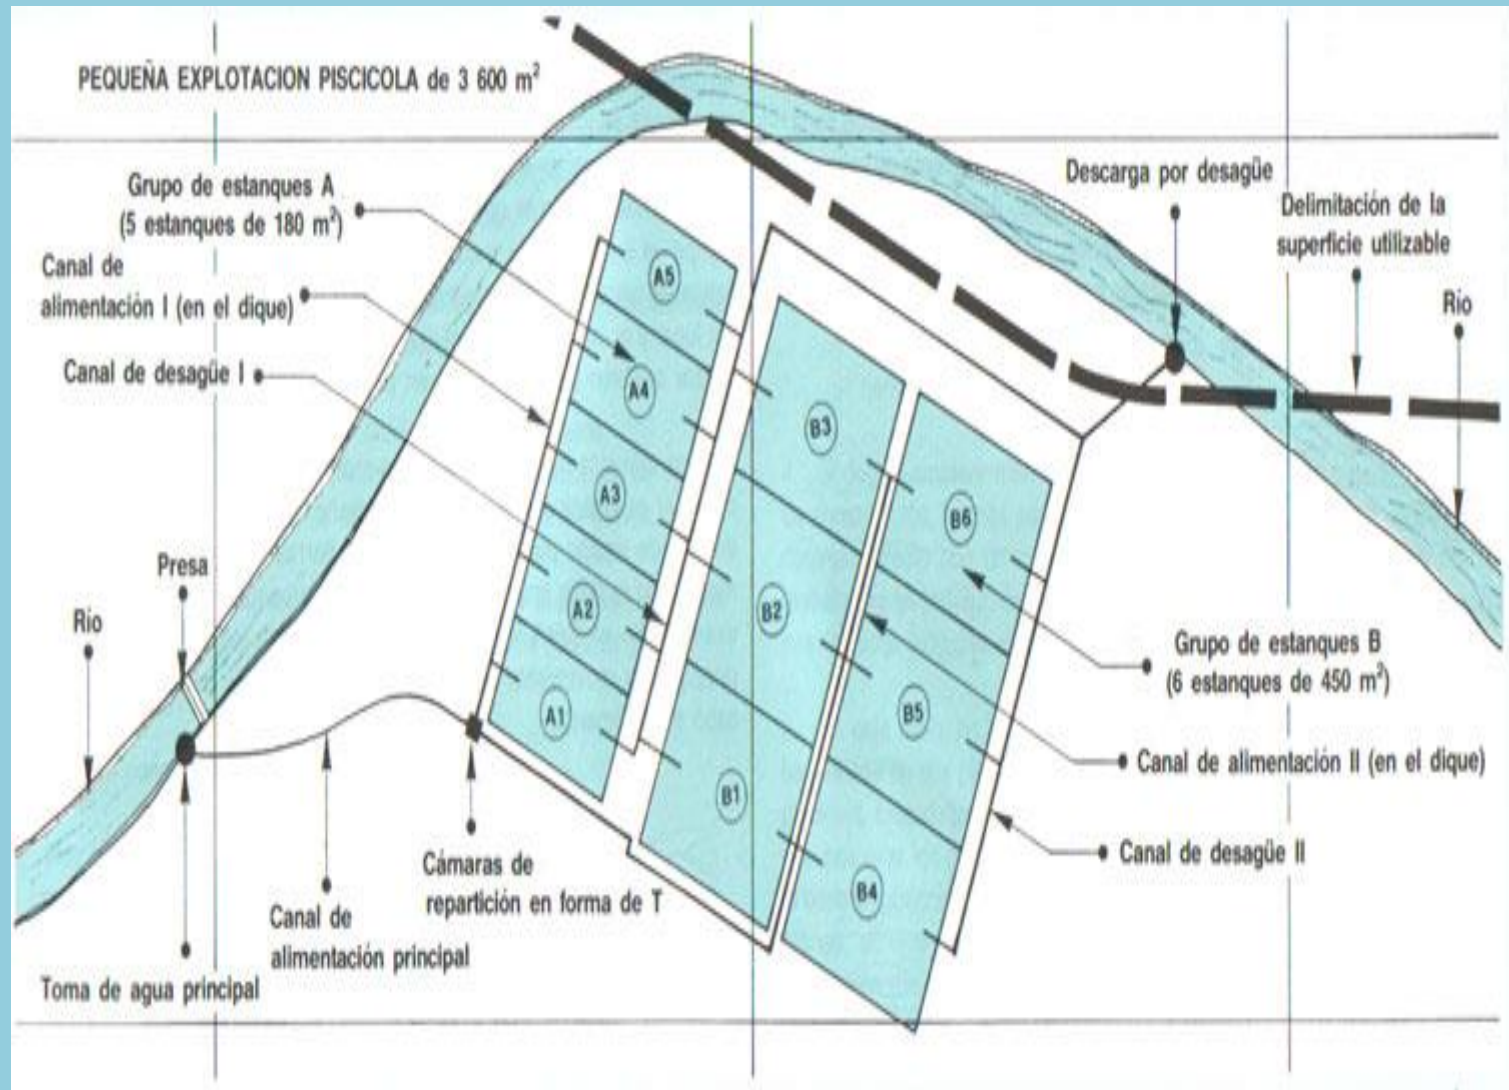 PEQUEÑA EXPLOTACION PISCICOLA de 3 600 m²
Grupo de estanques A
(5 estanques de 180 m²)
Canal de
alimentación I (en el dique)
Canal de desagüe I
Presa
Rio
Descarga por desagüe
Delimitación de la
superficie utilizable
Rio
A5
A4
A3
A2
A1
B3
B2
B1
B6
B5
B4
Grupo de estanques B
(6 estanques de 450 m²)
Canal de alimentación II (en el dique)
Canal de desagüe II
Cámaras de
repartición en forma de T
Canal de
alimentación principal
Toma de agua principal